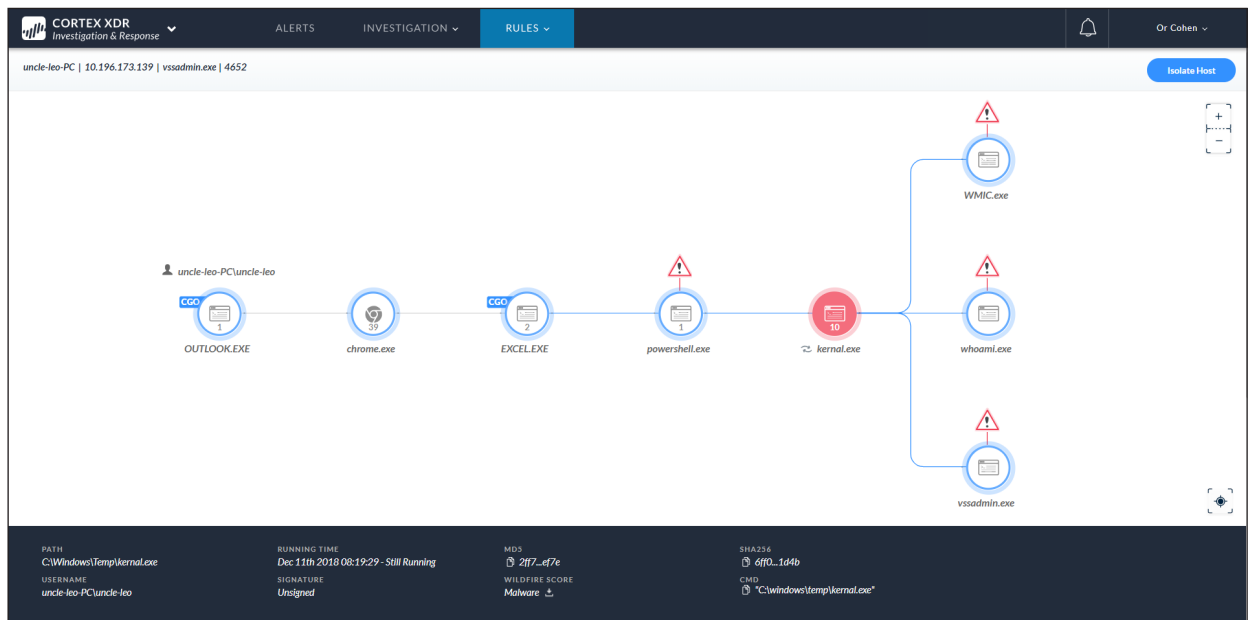 CORTEX XDR
Investigation & Response
ALERTS
INVESTIGATION
RULES
Or Cohen
uncle-leo-PC | 10.196.173.139 | vssadmin.exe | 4652
Isolate Host
+
-
WMIC.exe
uncle-leo-PC\uncle-leo
CGO
1
OUTLOOK.EXE
39
chrome.exe
CGO
2
EXCEL.EXE
1
powershell.exe
10
kernal.exe
whoami.exe
vssadmin.exe
PATH
C:\Windows\Temp\kernal.exe
RUNNING TIME
Dec 11th 2018 08:19:29 - Still Running
MD5
2ff7...ef7e
SHA256
6ff0...1d4b
USERNAME
uncle-leo-PC\uncle-leo
SIGNATURE
Unsigned
WILDFIRE SCORE
Malware
CMD
"C:\windows\temp\kernal.exe"